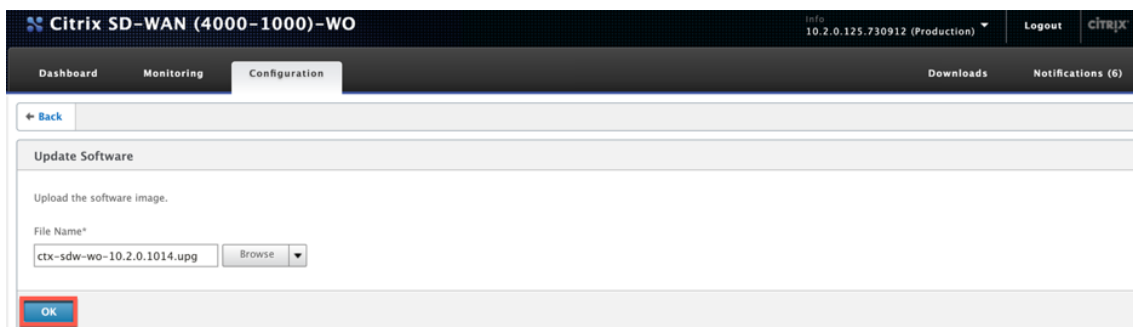 Citrix SD-WAN (4000-1000)-WO
Info
10.2.0.125.730912 (Production)
Logout
CİTRIX
Dashboard Monitoring Configuration Downloads Notifications (6)
Back
Update Software
Upload the software image.
File Name*
ctx-sdw-wo-10.2.0.1014.upg Browse
OK